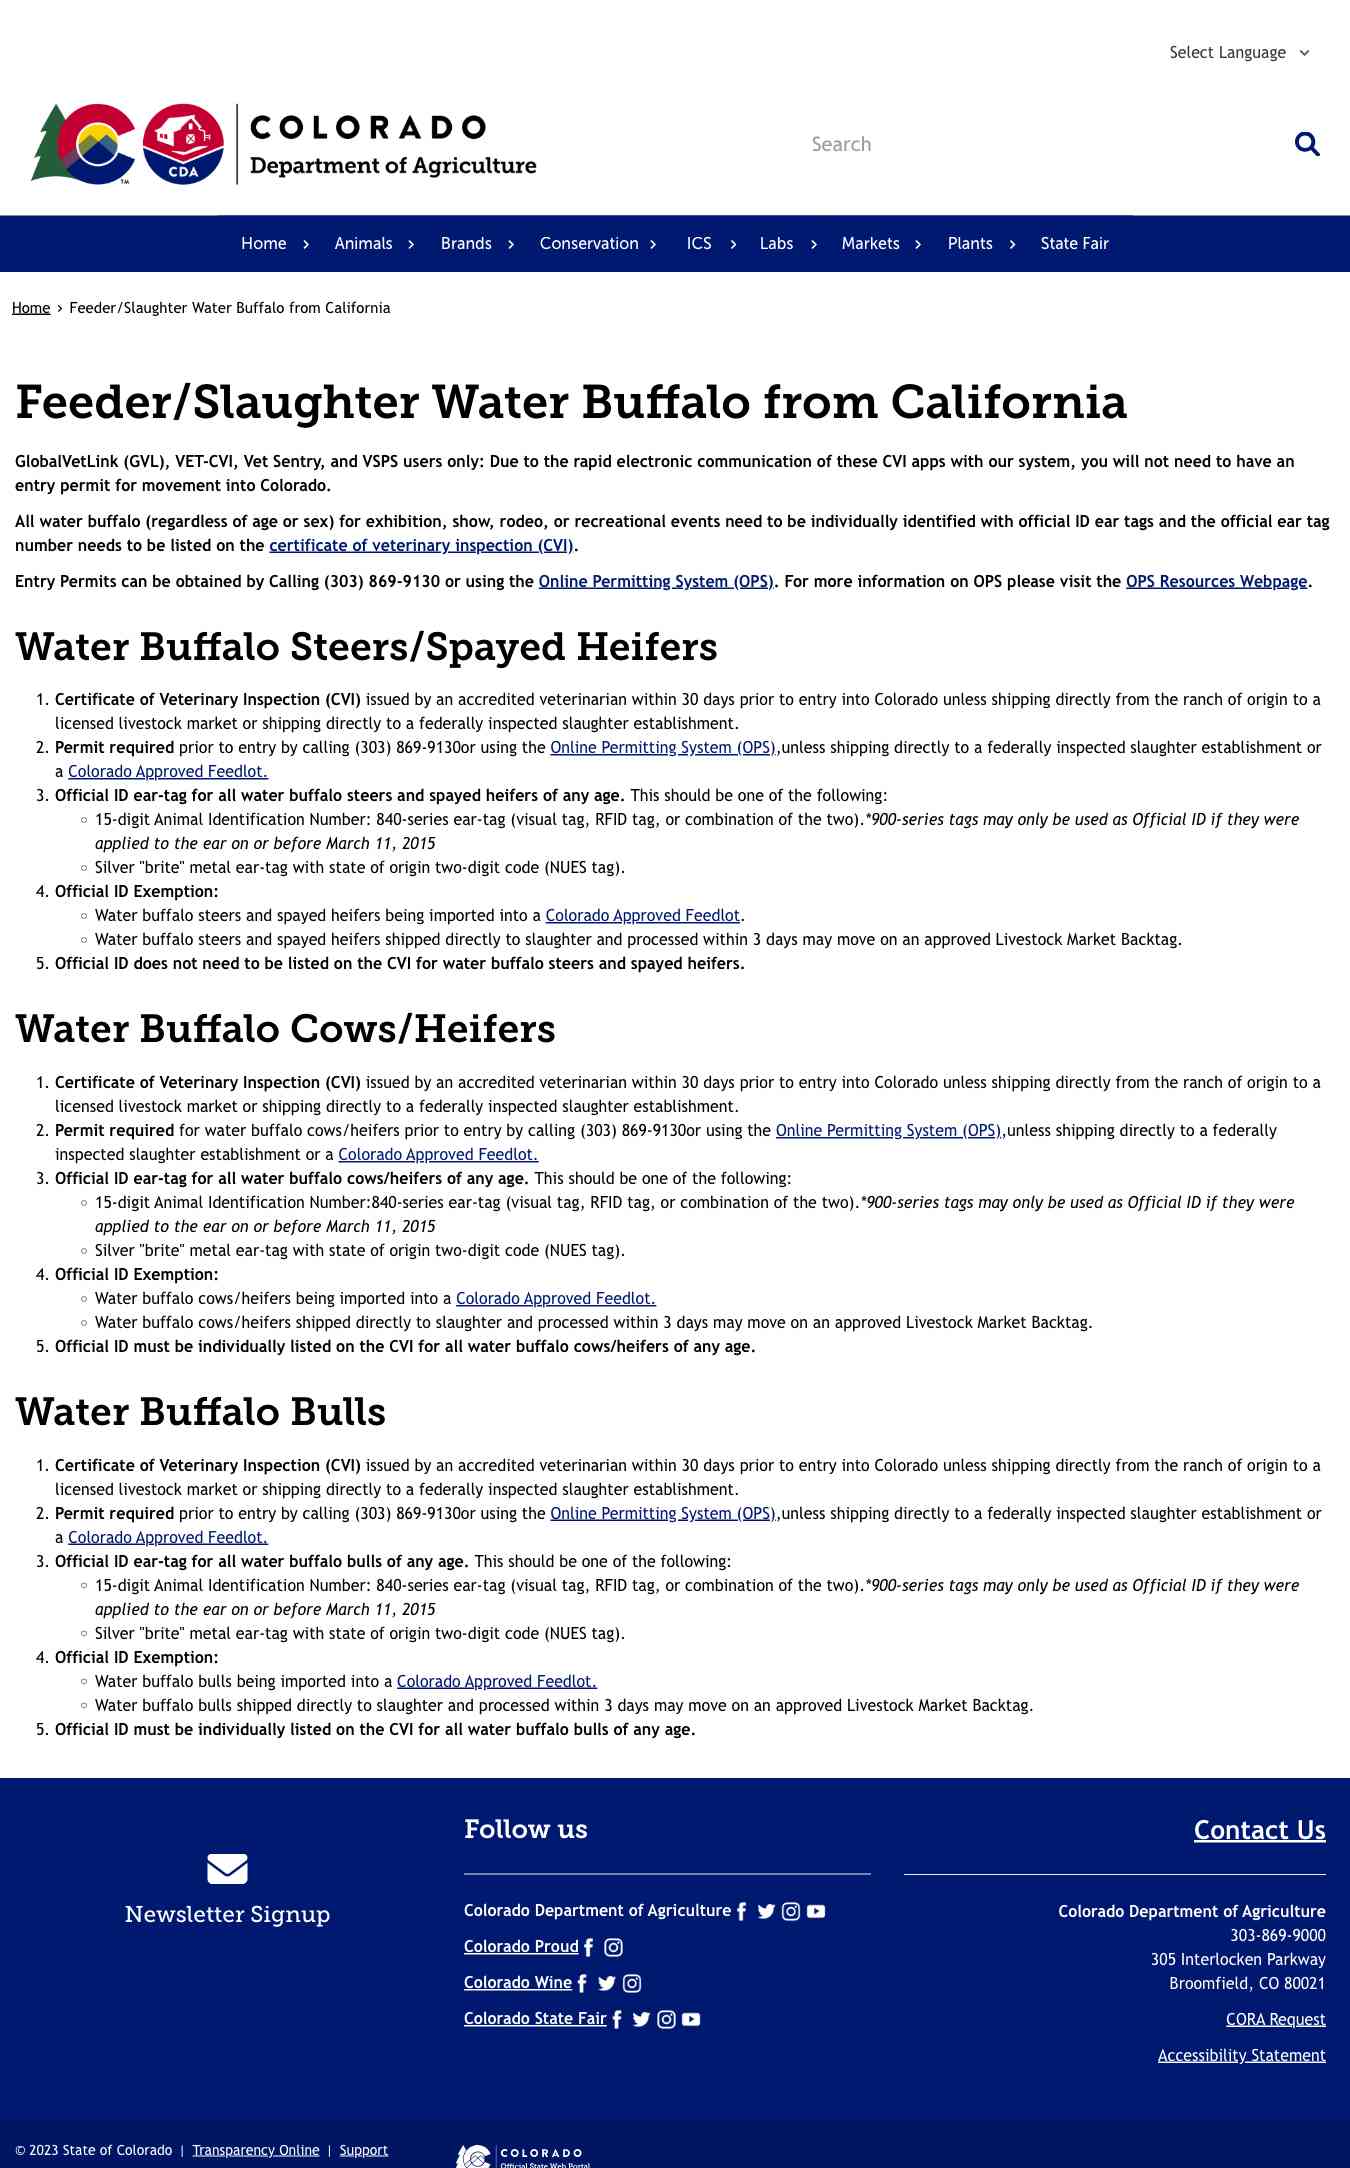 Select Language
COLORADO
Department of Agriculture
CDA
TM
Search
Home Animals Brands Conservation ICS Labs Markets Plants State Fair
Home › Feeder/Slaughter Water Buffalo from California
Feeder/Slaughter Water Buffalo from California
GlobalVetLink (GVL), VET-CVI, Vet Sentry, and VSPS users only: Due to the rapid electronic communication of these CVI apps with our system, you will not need to have an
entry permit for movement into Colorado.
All water buffalo (regardless of age or sex) for exhibition, show, rodeo, or recreational events need to be individually identified with official ID ear tags and the official ear tag
number needs to be listed on the certificate of veterinary inspection (CVI).
Entry Permits can be obtained by Calling (303) 869-9130 or using the Online Permitting System (OPS). For more information on OPS please visit the OPS Resources Webpage.
Water Buffalo Steers/Spayed Heifers
1. Certificate of Veterinary Inspection (CVI) issued by an accredited veterinarian within 30 days prior to entry into Colorado unless shipping directly from the ranch of origin to a
licensed livestock market or shipping directly to a federally inspected slaughter establishment.
2. Permit required prior to entry by calling (303) 869-9130or using the Online Permitting System (OPS),unless shipping directly to a federally inspected slaughter establishment or
a Colorado Approved Feedlot.
3. Official ID ear-tag for all water buffalo steers and spayed heifers of any age. This should be one of the following:
◦ 15-digit Animal Identification Number: 840-series ear-tag (visual tag, RFID tag, or combination of the two).*900-series tags may only be used as Official ID if they were
applied to the ear on or before March 11, 2015
◦ Silver "brite" metal ear-tag with state of origin two-digit code (NUES tag).
4. Official ID Exemption:
◦ Water buffalo steers and spayed heifers being imported into a Colorado Approved Feedlot.
◦ Water buffalo steers and spayed heifers shipped directly to slaughter and processed within 3 days may move on an approved Livestock Market Backtag.
5. Official ID does not need to be listed on the CVI for water buffalo steers and spayed heifers.
Water Buffalo Cows/Heifers
1. Certificate of Veterinary Inspection (CVI) issued by an accredited veterinarian within 30 days prior to entry into Colorado unless shipping directly from the ranch of origin to a
licensed livestock market or shipping directly to a federally inspected slaughter establishment.
2. Permit required for water buffalo cows/heifers prior to entry by calling (303) 869-9130or using the Online Permitting System (OPS),unless shipping directly to a federally
inspected slaughter establishment or a Colorado Approved Feedlot.
3. Official ID ear-tag for all water buffalo cows/heifers of any age. This should be one of the following:
◦ 15-digit Animal Identification Number:840-series ear-tag (visual tag, RFID tag, or combination of the two).*900-series tags may only be used as Official ID if they were
applied to the ear on or before March 11, 2015
◦ Silver "brite" metal ear-tag with state of origin two-digit code (NUES tag).
4. Official ID Exemption:
◦ Water buffalo cows/heifers being imported into a Colorado Approved Feedlot.
◦ Water buffalo cows/heifers shipped directly to slaughter and processed within 3 days may move on an approved Livestock Market Backtag.
5. Official ID must be individually listed on the CVI for all water buffalo cows/heifers of any age.
Water Buffalo Bulls
1. Certificate of Veterinary Inspection (CVI) issued by an accredited veterinarian within 30 days prior to entry into Colorado unless shipping directly from the ranch of origin to a
licensed livestock market or shipping directly to a federally inspected slaughter establishment.
2. Permit required prior to entry by calling (303) 869-9130or using the Online Permitting System (OPS),unless shipping directly to a federally inspected slaughter establishment or
a Colorado Approved Feedlot.
3. Official ID ear-tag for all water buffalo bulls of any age. This should be one of the following:
◦ 15-digit Animal Identification Number: 840-series ear-tag (visual tag, RFID tag, or combination of the two).*900-series tags may only be used as Official ID if they were
applied to the ear on or before March 11, 2015
◦ Silver "brite" metal ear-tag with state of origin two-digit code (NUES tag).
4. Official ID Exemption:
◦ Water buffalo bulls being imported into a Colorado Approved Feedlot.
◦ Water buffalo bulls shipped directly to slaughter and processed within 3 days may move on an approved Livestock Market Backtag.
5. Official ID must be individually listed on the CVI for all water buffalo bulls of any age.
Newsletter Signup
Follow us
Colorado Department of Agriculture
Colorado Proud
Colorado Wine
Colorado State Fair
Contact Us
Colorado Department of Agriculture
303-869-9000
305 Interlocken Parkway
Broomfield, CO 80021
CORA Request
Accessibility Statement
© 2023 State of Colorado | Transparency Online | Support
COLORADO
Official State Web Portal